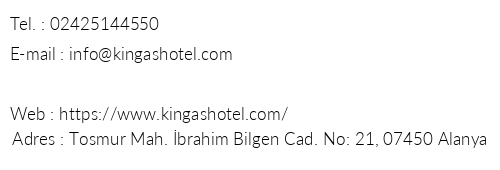 Tel. : 02425144550
E-mail : info@kingashotel.com
Web : https://www.kingashotel.com/
Adres : Tosmur Mah. İbrahim Bilgen Cad. No: 21, 07450 Alanya